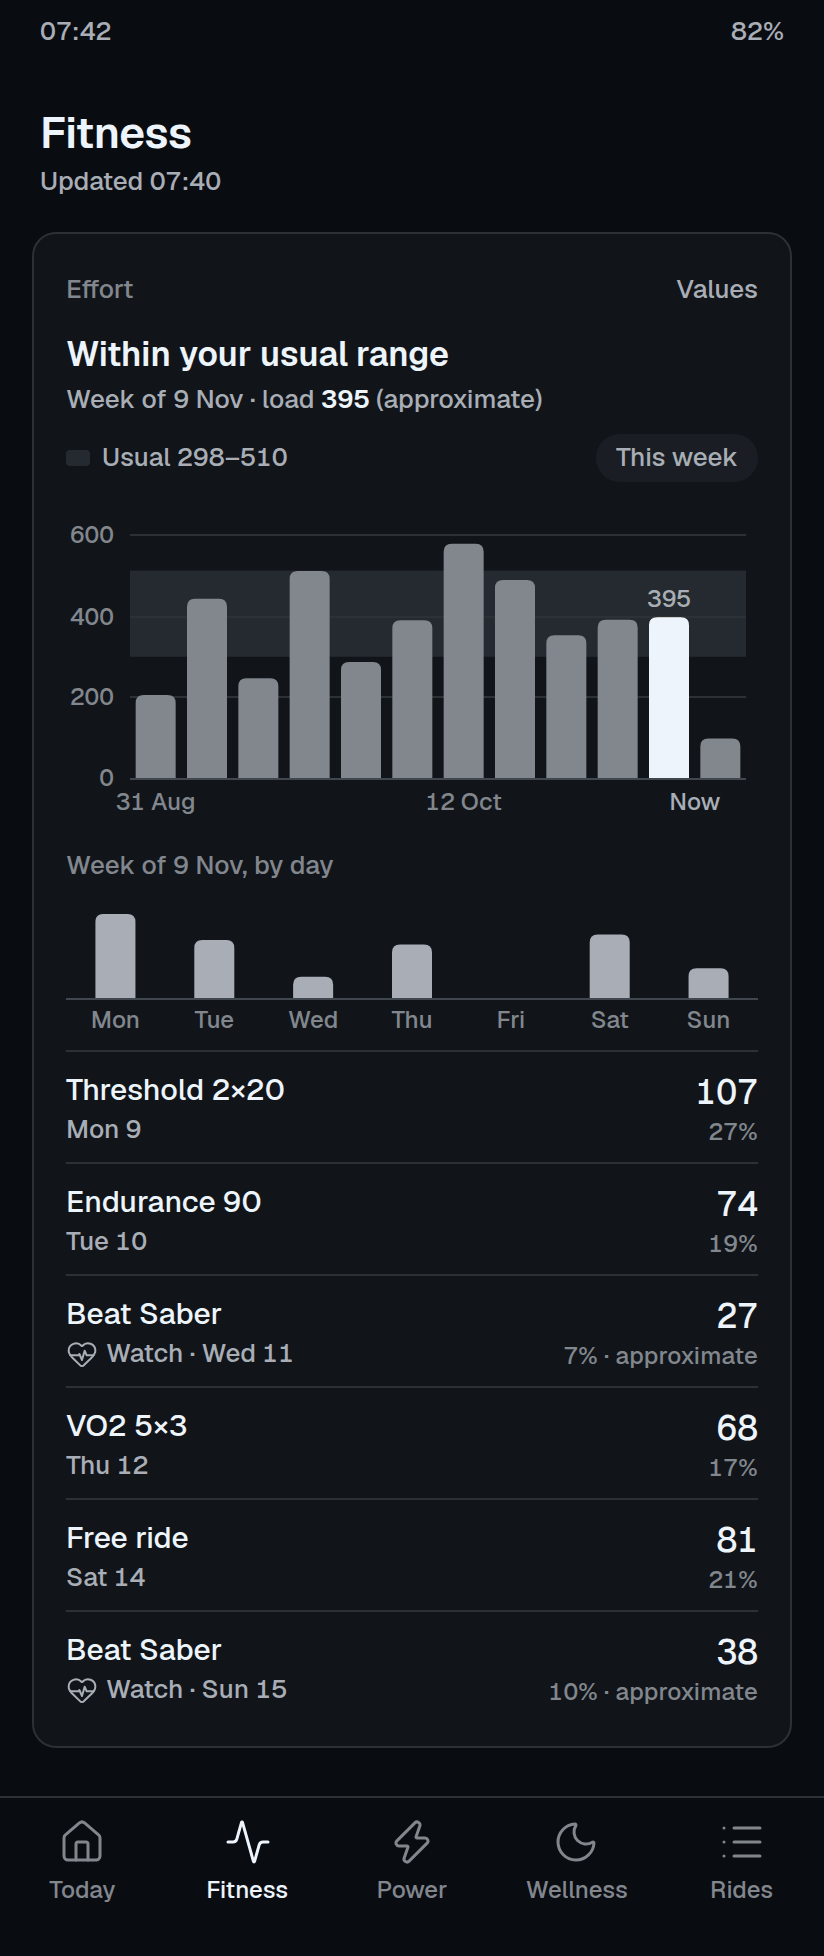 07:42 82%
Fitness
Updated 07:40
Effort Values
Within your usual range
Week of 9 Nov · load 395 (approximate)
Usual 298–510 This week
600
400
200
0
395
31 Aug 12 Oct Now
Week of 9 Nov, by day
Mon Tue Wed Thu Fri Sat Sun
Threshold 2×20 107
Mon 9 27%
Endurance 90 74
Tue 10 19%
Beat Saber 27
Watch · Wed 11 7% · approximate
VO2 5×3 68
Thu 12 17%
Free ride 81
Sat 14 21%
Beat Saber 38
Watch · Sun 15 10% · approximate
Today Fitness Power Wellness Rides